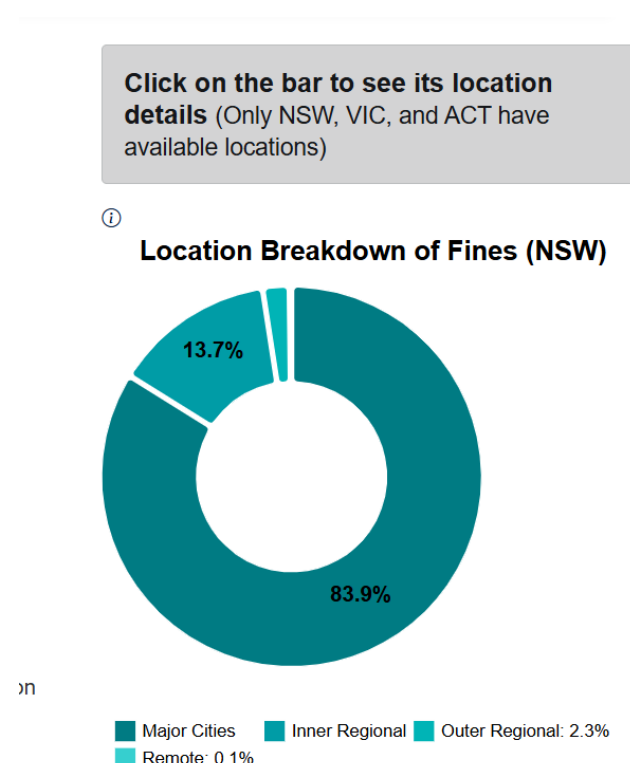 Click on the bar to see its location
details (Only NSW, VIC, and ACT have
available locations)
i
Location Breakdown of Fines (NSW)
13.7%
83.9%
on
Major Cities Inner Regional Outer Regional: 2.3%
Remote: 0.1%